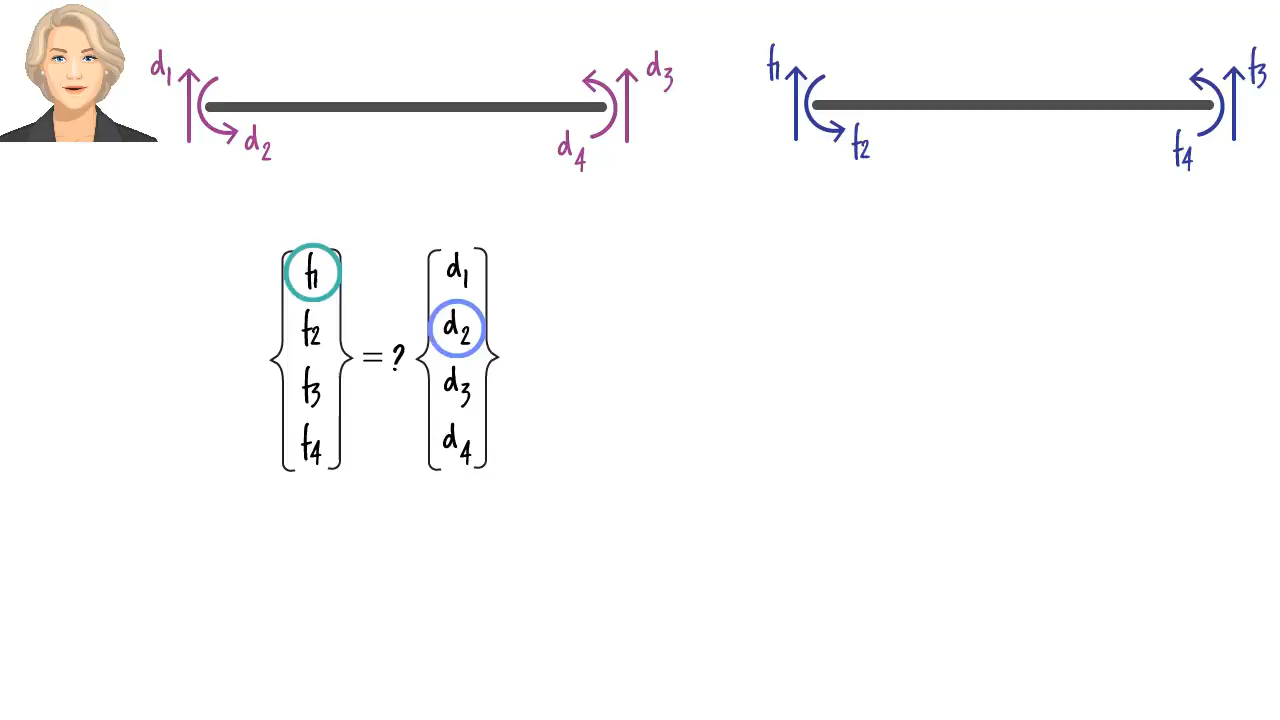 d1 d3 f1 f3
d2 d4 f2 f4
f1 d1
f2 d2
= ?
f3 d3
f4 d4